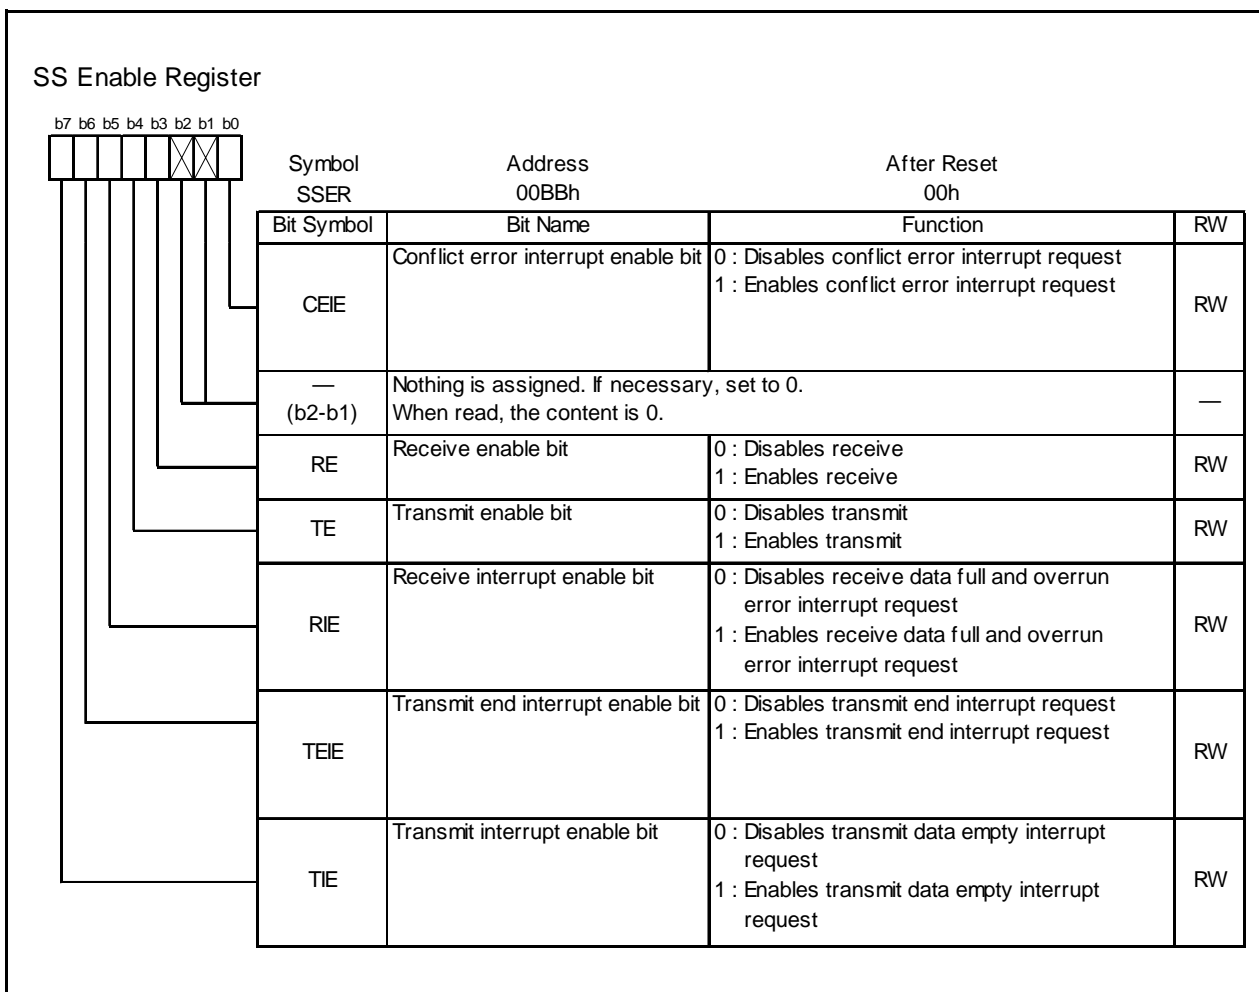 SS Enable Register
b7 b6 b5 b4 b3 b2 b1 b0
Symbol Address After Reset
SSER 00BBh 00h
Bit Symbol Bit Name Function RW
CEIE Conflict error interrupt enable bit 0 : Disables conflict error interrupt request
1 : Enables conflict error interrupt request
RW
— Nothing is assigned. If necessary, set to 0.
(b2-b1) When read, the content is 0. —
RE Receive enable bit 0 : Disables receive
1 : Enables receive
RW
TE Transmit enable bit 0 : Disables transmit
1 : Enables transmit
RW
RIE Receive interrupt enable bit 0 : Disables receive data full and overrun
error interrupt request
1 : Enables receive data full and overrun
error interrupt request
RW
TEIE Transmit end interrupt enable bit 0 : Disables transmit end interrupt request
1 : Enables transmit end interrupt request
RW
TIE Transmit interrupt enable bit 0 : Disables transmit data empty interrupt
request
1 : Enables transmit data empty interrupt
request
RW